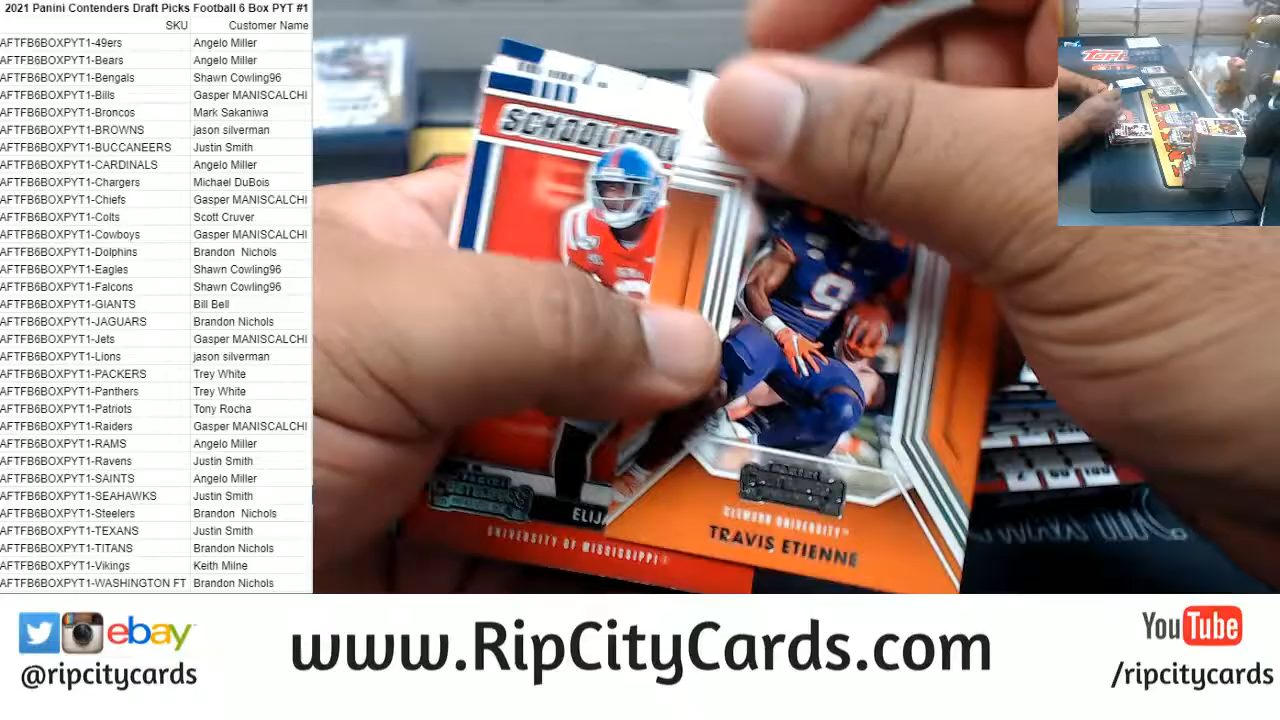 2021 Panini Contenders Draft Picks Football 6 Box PYT #1
SKU Customer Name
AFTFB6BOXPYT1-49ers Angelo Miller
AFTFB6BOXPYT1-Bears Angelo Miller
AFTFB6BOXPYT1-Bengals Shawn Cowling96
AFTFB6BOXPYT1-Bills Gasper MANISCALCHI
AFTFB6BOXPYT1-Broncos Mark Sakaniwa
AFTFB6BOXPYT1-BROWNS jason silverman
AFTFB6BOXPYT1-BUCCANEERS Justin Smith
AFTFB6BOXPYT1-CARDINALS Angelo Miller
AFTFB6BOXPYT1-Chargers Michael DuBois
AFTFB6BOXPYT1-Chiefs Gasper MANISCALCHI
AFTFB6BOXPYT1-Colts Scott Cruver
AFTFB6BOXPYT1-Cowboys Gasper MANISCALCHI
AFTFB6BOXPYT1-Dolphins Brandon Nichols
AFTFB6BOXPYT1-Eagles Shawn Cowling96
AFTFB6BOXPYT1-Falcons Shawn Cowling96
AFTFB6BOXPYT1-GIANTS Bill Bell
AFTFB6BOXPYT1-JAGUARS Brandon Nichols
AFTFB6BOXPYT1-Jets Gasper MANISCALCHI
AFTFB6BOXPYT1-Lions jason silverman
AFTFB6BOXPYT1-PACKERS Trey White
AFTFB6BOXPYT1-Panthers Trey White
AFTFB6BOXPYT1-Patriots Tony Rocha
AFTFB6BOXPYT1-Raiders Gasper MANISCALCHI
AFTFB6BOXPYT1-RAMS Angelo Miller
AFTFB6BOXPYT1-Ravens Justin Smith
AFTFB6BOXPYT1-SAINTS Angelo Miller
AFTFB6BOXPYT1-SEAHAWKS Justin Smith
AFTFB6BOXPYT1-Steelers Brandon Nichols
AFTFB6BOXPYT1-TEXANS Justin Smith
AFTFB6BOXPYT1-TITANS Brandon Nichols
AFTFB6BOXPYT1-Vikings Keith Milne
AFTFB6BOXPYT1-WASHINGTON FT Brandon Nichols
SCHOOL
ELIJ
UNIVERSITY OF MISSISSIPPI
9
CLEMSON UNIVERSITY™
TRAVIS ETIENNE
Topps
ebay
@ripcitycards
www.RipCityCards.com
YouTube
/ripcitycards